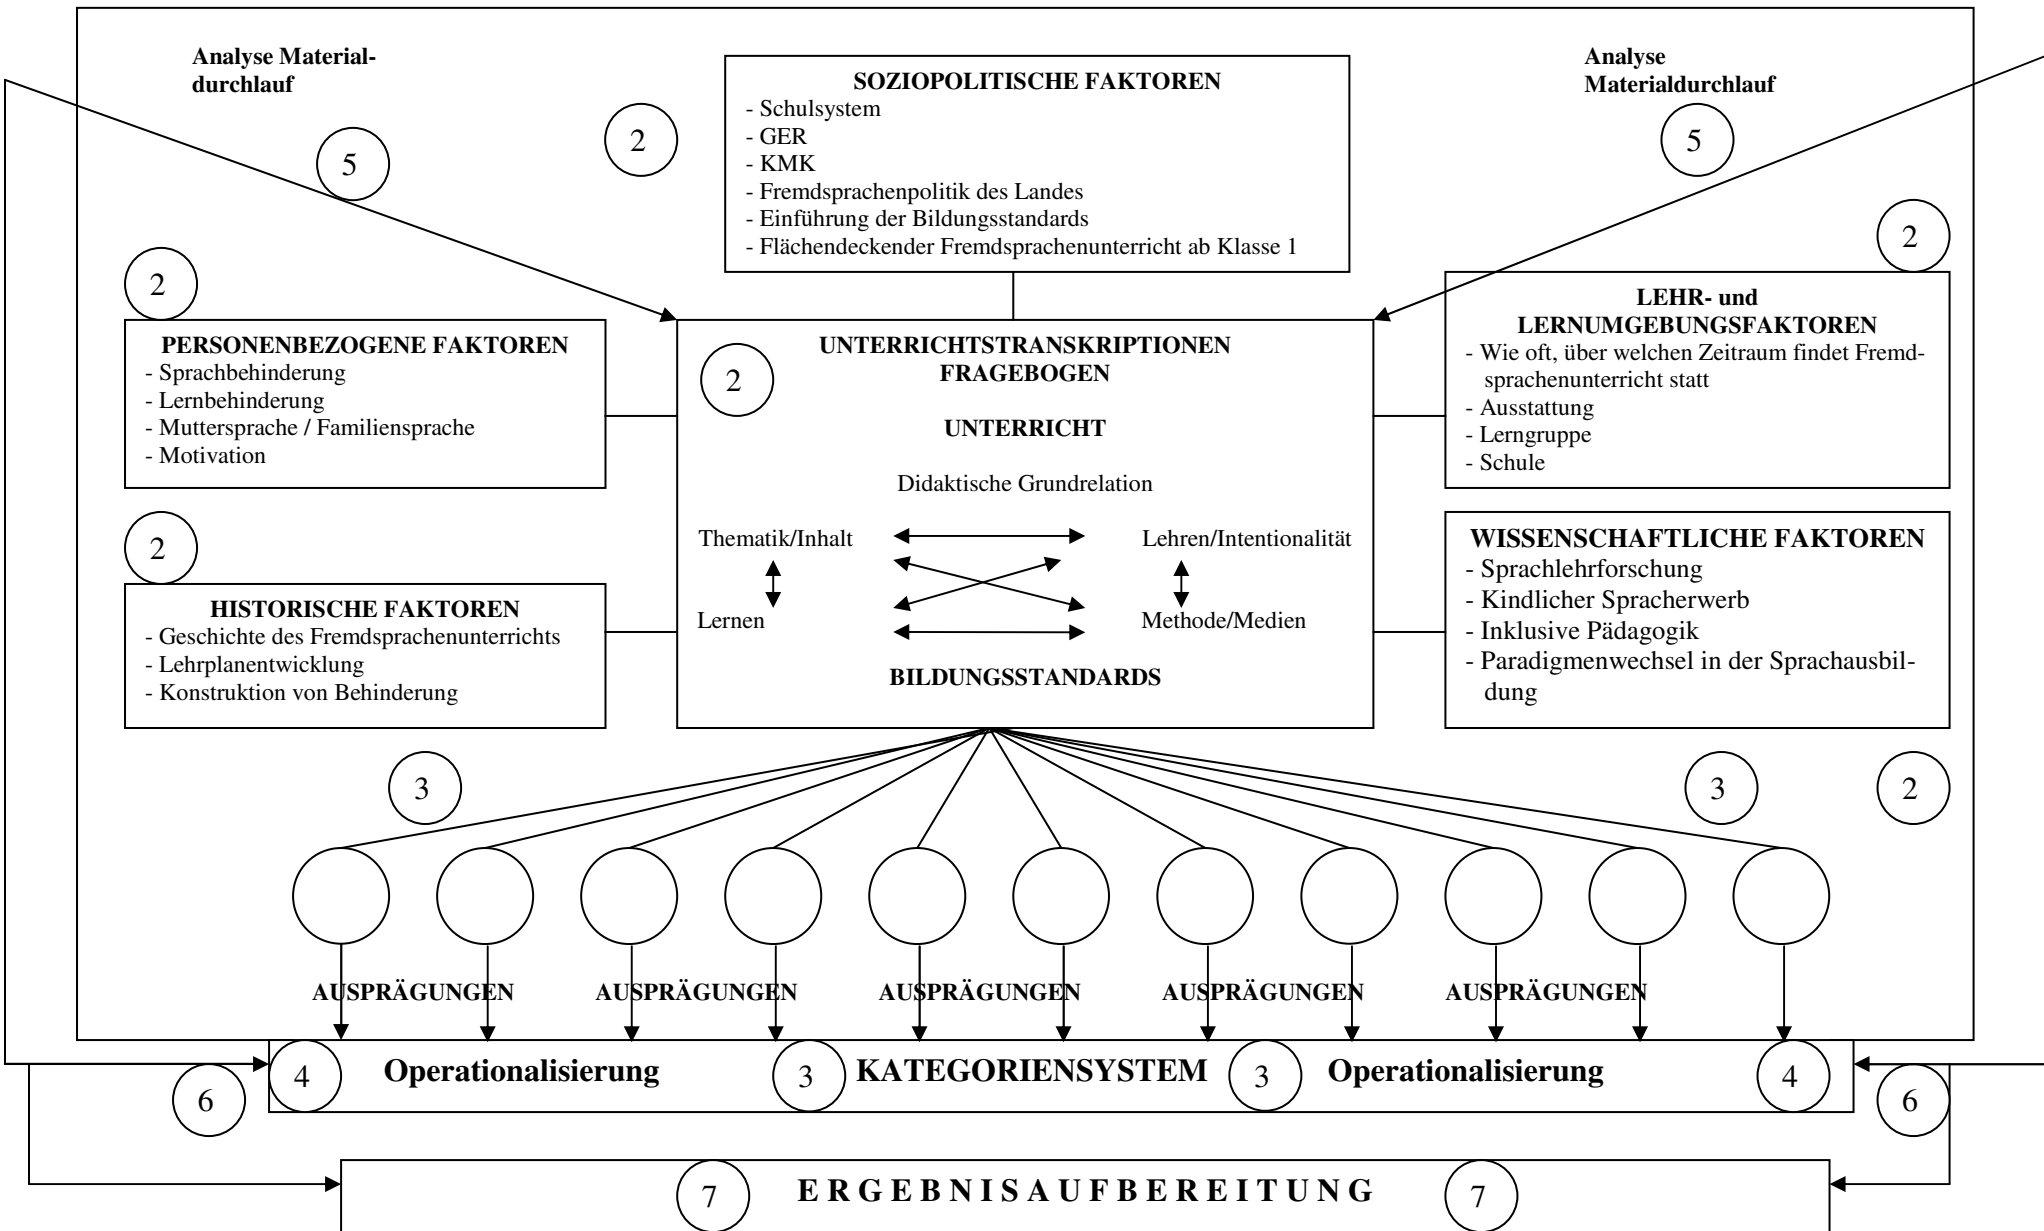 Analyse Material-
durchlauf
5
2
SOZIOPOLITISCHE FAKTOREN
- Schulsystem
- GER
- KMK
- Fremdsprachenpolitik des Landes
- Einführung der Bildungsstandards
- Flächendeckender Fremdsprachenunterricht ab Klasse 1
Analyse
Materialdurchlauf
5
2
2
PERSONENBEZOGENE FAKTOREN
- Sprachbehinderung
- Lernbehinderung
- Muttersprache / Familiensprache
- Motivation
2
UNTERRICHTSTRANSKRIPTIONEN
FRAGEBOGEN
UNTERRICHT
Didaktische Grundrelation
Thematik/Inhalt
Lehren/Intentionalität
Lernen
Methode/Medien
BILDUNGSSTANDARDS
LEHR- und
LERNUMGEBUNGSFAKTOREN
- Wie oft, über welchen Zeitraum findet Fremd-
sprachenunterricht statt
- Ausstattung
- Lerngruppe
- Schule
2
HISTORISCHE FAKTOREN
- Geschichte des Fremdsprachenunterrichts
- Lehrplanentwicklung
- Konstruktion von Behinderung
WISSENSCHAFTLICHE FAKTOREN
- Sprachlehrforschung
- Kindlicher Spracherwerb
- Inklusive Pädagogik
- Paradigmenwechsel in der Sprachausbil-
dung
3
3
2
AUSPRÄGUNGEN
AUSPRÄGUNGEN
AUSPRÄGUNGEN
AUSPRÄGUNGEN
AUSPRÄGUNGEN
6
4
Operationalisierung
3
KATEGORIENSYSTEM
3
Operationalisierung
4
6
7
E R G E B N I S A U F B E R E I T U N G
7